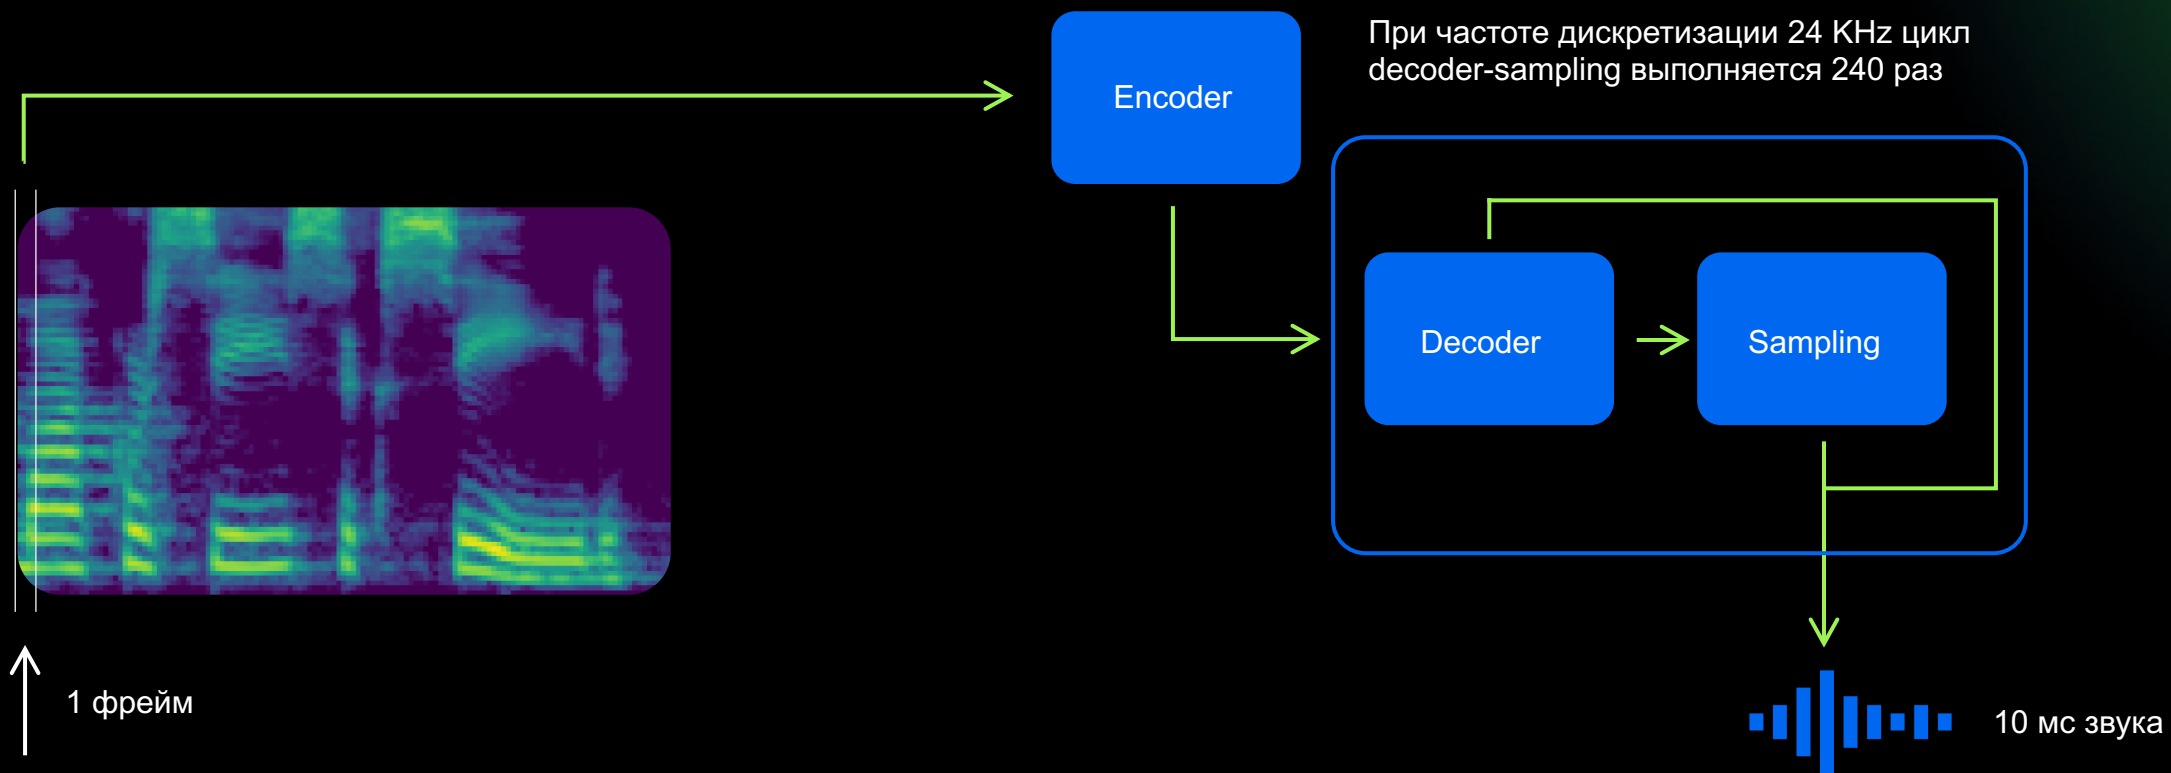 При частоте дискретизации 24 KHz цикл
decoder-sampling выполняется 240 раз
Encoder
Decoder
Sampling
1 фрейм
10 мс звука